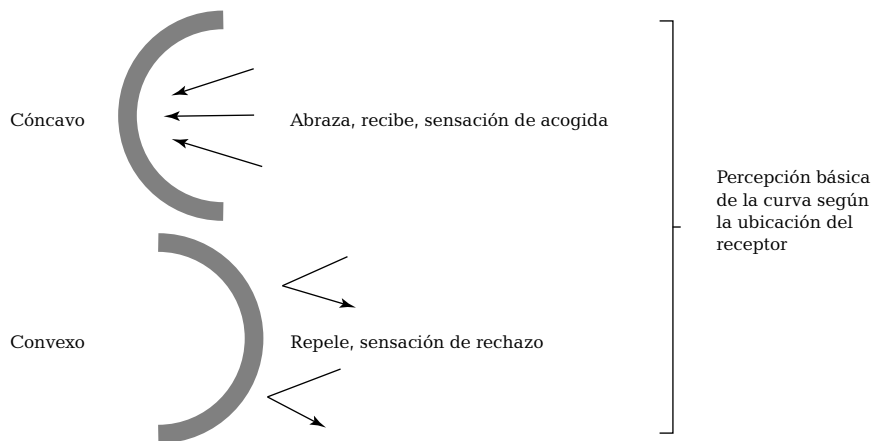 Cóncavo
Abraza, recibe, sensación de acogida
Percepción básica
de la curva según
la ubicación del
receptor
Convexo
Repele, sensación de rechazo